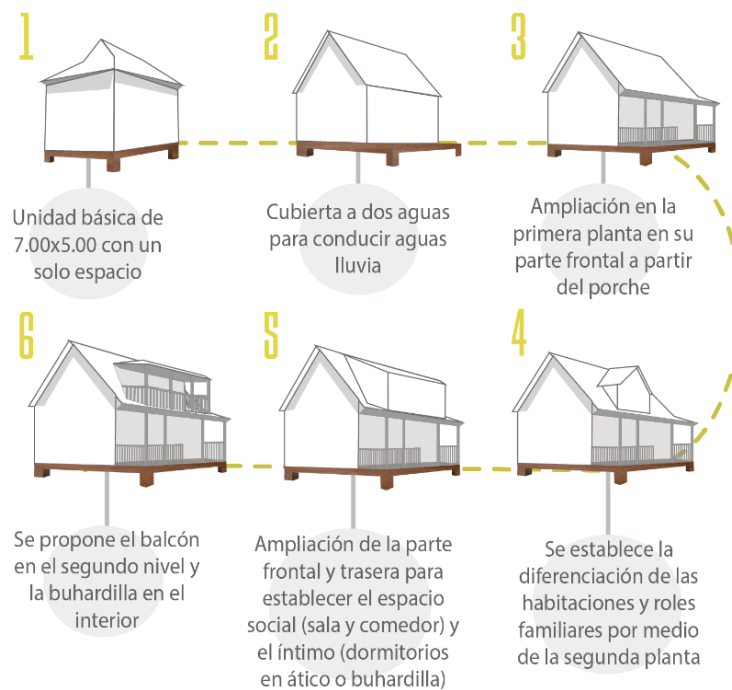 1
Unidad básica de
7.00x5.00 con un
solo espacio
2
Cubierta a dos aguas
para conducir aguas
lluvia
3
Ampliación en la
primera planta en su
parte frontal a partir
del porche
4
Se establece la
diferenciación de las
habitaciones y roles
familiares por medio
de la segunda planta
5
Ampliación de la parte
frontal y trasera para
establecer el espacio
social (sala y comedor) y
el íntimo (dormitorios
en ático o buhardilla)
6
Se propone el balcón
en el segundo nivel y
la buhardilla en el
interior